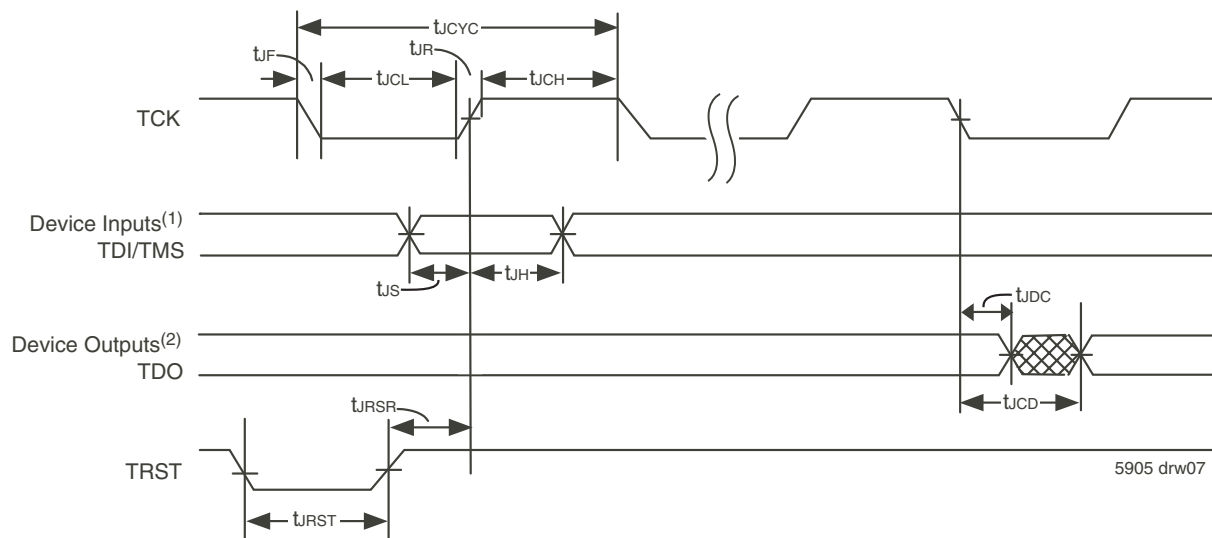 tJCYC
tJF
tJR
tJCL
tJCH
TCK
Device Inputs(1)
TDI/TMS
tJS
tJH
tJDC
Device Outputs(2)
TDO
tJCD
tJRSR
TRST
5905 drw07
tJRST